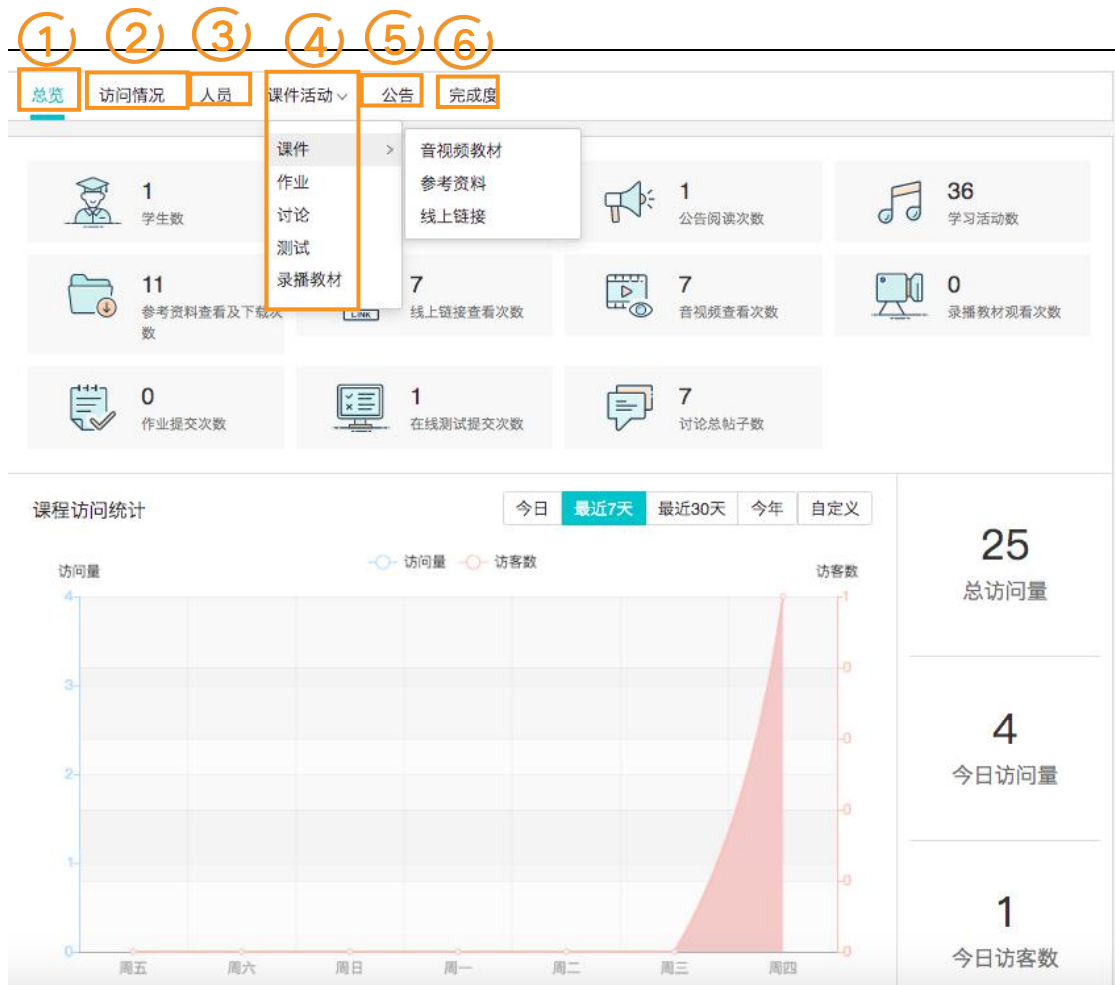 ① ② ③ ④ ⑤ ⑥
总览 访问情况 人员 课件活动 公告 完成度
课件 > 音视频教材
作业 参考资料
讨论 线上链接
测试
录播教材
1
学生数
1
公告阅读次数
36
学习活动数
11
参考资料查看及下载次
数
LINK
7
线上链接查看次数
7
音视频查看次数
0
录播教材观看次数
0
作业提交次数
1
在线测试提交次数
7
讨论总帖子数
课程访问统计
今日 最近7天 最近30天 今年 自定义
访问量 访客数
访问量 访客数
4 1
0
3
0
2
0
1
0
0 0
周五 周六 周日 周一 周二 周三 周四
25
总访问量
4
今日访问量
1
今日访客数